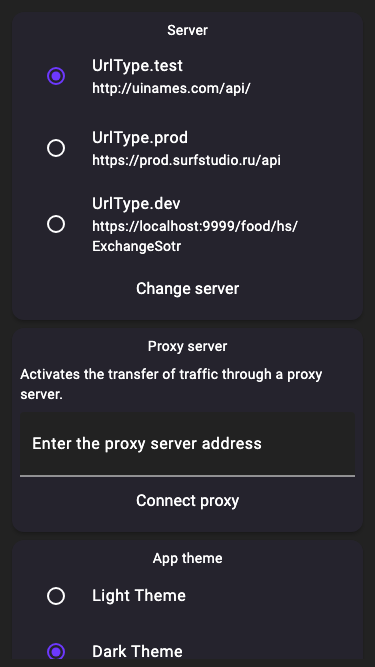 Server
UrlType.test
http://uinames.com/api/
UrlType.prod
https://prod.surfstudio.ru/api
UrlType.dev
https://localhost:9999/food/hs/
ExchangeSotr
Change server
Proxy server
Activates the transfer of traffic through a proxy
server.
Enter the proxy server address
Connect proxy
App theme
Light Theme
Dark Theme